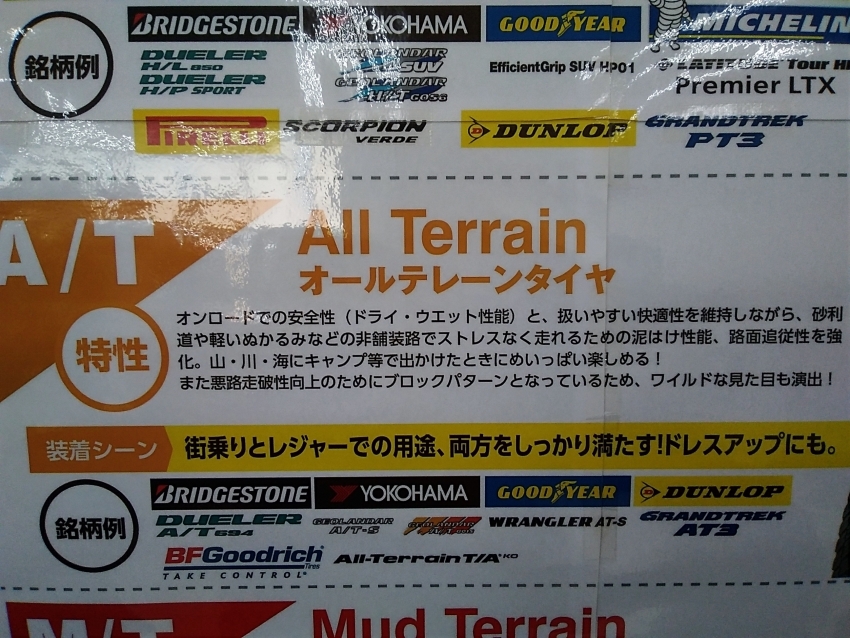 銘柄例
BRIDGESTONE YOKOHAMA GOODYEAR MICHELIN
DUELER H/L 850
DUELER H/P SPORT
GEOLANDAR SUV
GEOLANDAR H/T G056
EfficientGrip SUV HP01
LATITUDE Tour HP
Premier LTX
PIRELLI SCORPION VERDE
DUNLOP GRANDTREK PT3
A/T
All Terrain
オールテレーンタイヤ
特性
オンロードでの安全性（ドライ・ウエット性能）と、扱いやすい快適性を維持しながら、砂利
道や軽いぬかるみなどの非舗装路でストレスなく走れるための泥はけ性能、路面追従性を強
化。山・川・海にキャンプ等で出かけたときにめいっぱい楽しめる！
また悪路走破性向上のためにブロックパターンとなっているため、ワイルドな見た目も演出！
装着シーン
街乗りとレジャーでの用途、両方をしっかり満たす!ドレスアップにも。
銘柄例
BRIDGESTONE YOKOHAMA GOODYEAR DUNLOP
DUELER A/T 694
GEOLANDAR A/T-S
GEOLANDAR
WRANGLER AT-S
GRANDTREK AT3
BFGoodrich Tires
TAKE CONTROL
All-Terrain T/A KO
M/T
Mud Terrain